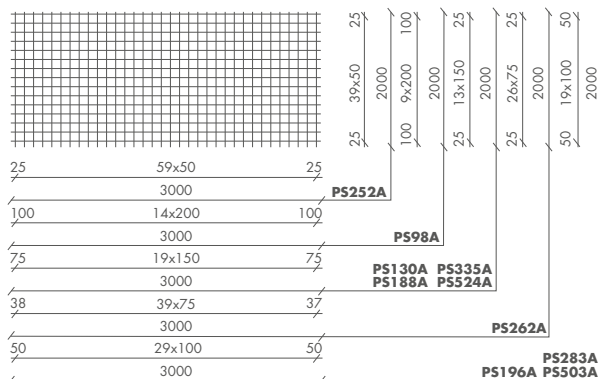 25 100 25 25 50
39x50 2000 9x200 2000 13x150 2000 26x75 2000 19x100 2000
25 100 25 25 50
25 59x50 25
3000 PS252A
100 14x200 100
3000 PS98A
75 19x150 75
3000 PS130A PS335A
PS188A PS524A
38 39x75 37
3000 PS262A
50 29x100 50
3000 PS283A
PS196A PS503A